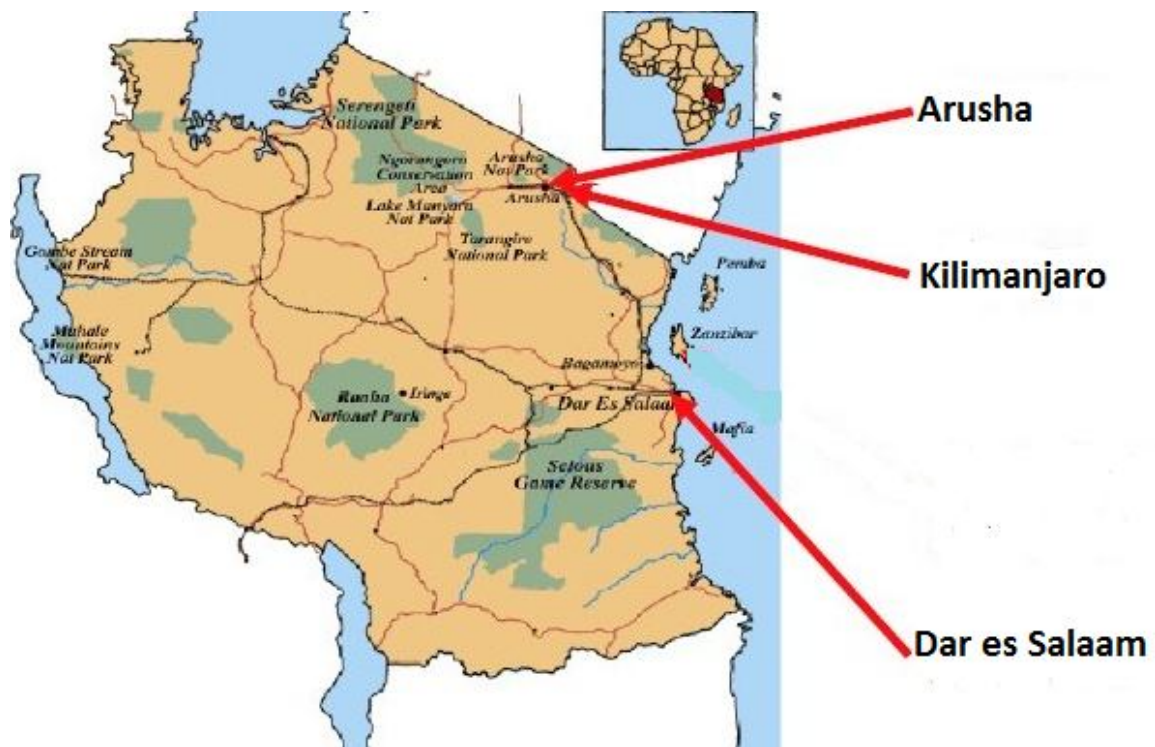 Serengeti
National Park
Ngorongoro
Conservation
Area
Lake Manyara
Nat Park
Arusha
Nat Park
Arusha
Tarangire
National Park
Gombe Stream
Nat Park
Mahale
Mountains
Nat Park
Pemba
Zanzibar
Bagamoyo
Ruaha
National Park
Iringa
Dar Es Salaam
Mafia
Selous
Game Reserve
Arusha
Kilimanjaro
Dar es Salaam